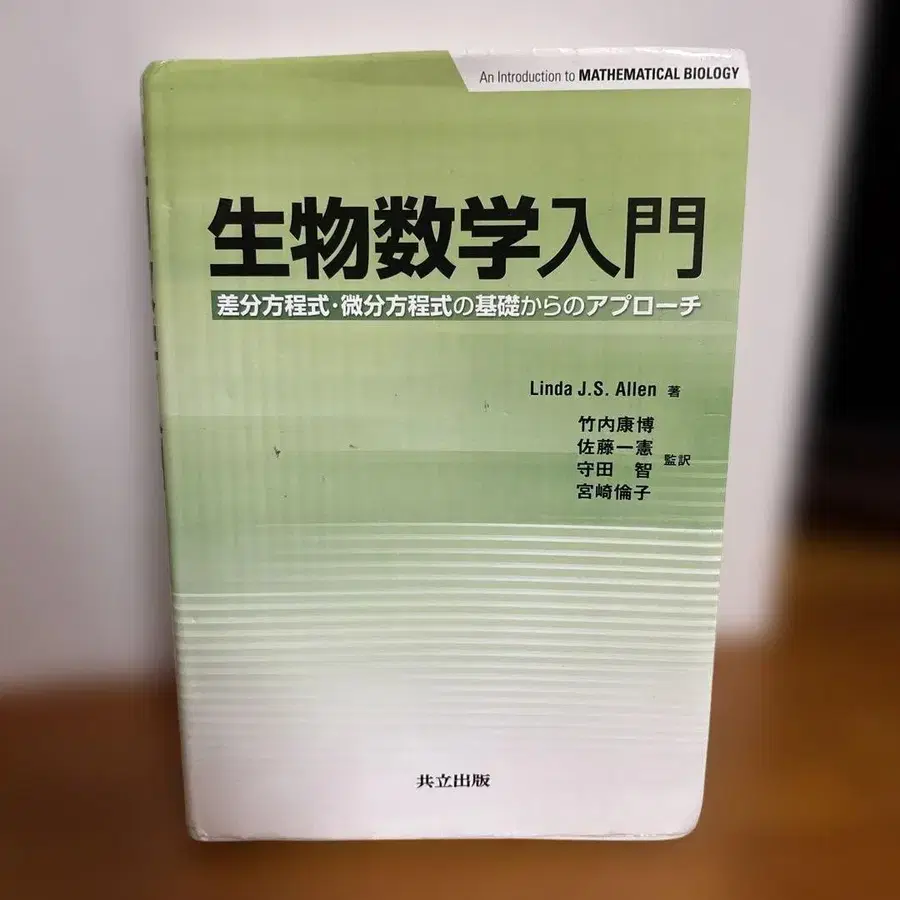 An Introduction to MATHEMATICAL BIOLOGY
生物数学入門
差分方程式・微分方程式の基礎からのアプローチ
Linda J.S. Allen 著
竹内康博
佐藤一憲
守田 智
宮崎倫子
監訳
共立出版